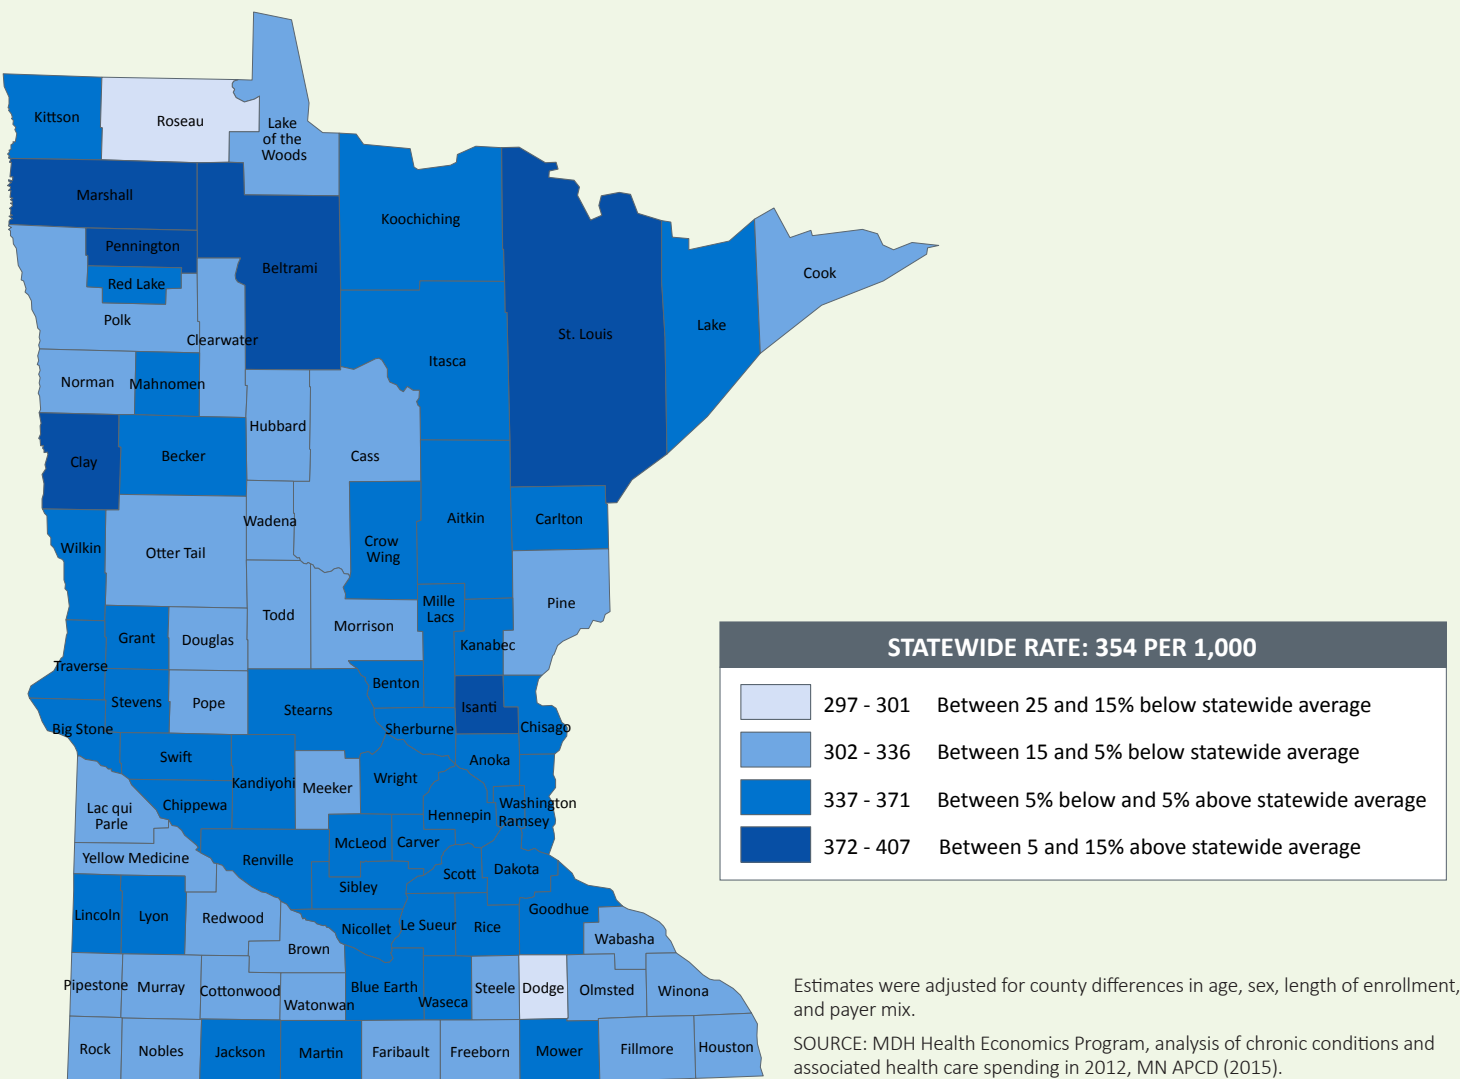 Kittson
Roseau
Lake
of the
Woods
Marshall
Koochiching
Pennington
Beltrami
Cook
Red Lake
Polk
Lake
St. Louis
Clearwater
Itasca
Norman
Mahnomen
Hubbard
Cass
Becker
Clay
Wadena
Aitkin
Carlton
Wilkin
Otter Tail
Crow
Wing
Mille
Lacs
Pine
Todd
Morrison
Grant
Douglas
Kanabec
Traverse
Benton
Stevens
Pope
Stearns
Isanti
Big Stone
Sherburne
Chisago
Swift
Anoka
Kandiyohi
Meeker
Wright
Lac qui
Parle
Chippewa
Washington
Hennepin
Ramsey
McLeod
Carver
Yellow Medicine
Renville
Dakota
Scott
Sibley
Lincoln
Lyon
Redwood
Goodhue
Nicollet
Le Sueur
Rice
Brown
Wabasha
Pipestone
Murray
Cottonwood
Watonwan
Blue Earth
Waseca
Steele
Dodge
Olmsted
Winona
Rock
Nobles
Jackson
Martin
Faribault
Freeborn
Mower
Fillmore
Houston
STATEWIDE RATE: 354 PER 1,000
297 - 301 Between 25 and 15% below statewide average
302 - 336 Between 15 and 5% below statewide average
337 - 371 Between 5% below and 5% above statewide average
372 - 407 Between 5 and 15% above statewide average
Estimates were adjusted for county differences in age, sex, length of enrollment,
and payer mix.
SOURCE: MDH Health Economics Program, analysis of chronic conditions and
associated health care spending in 2012, MN APCD (2015).